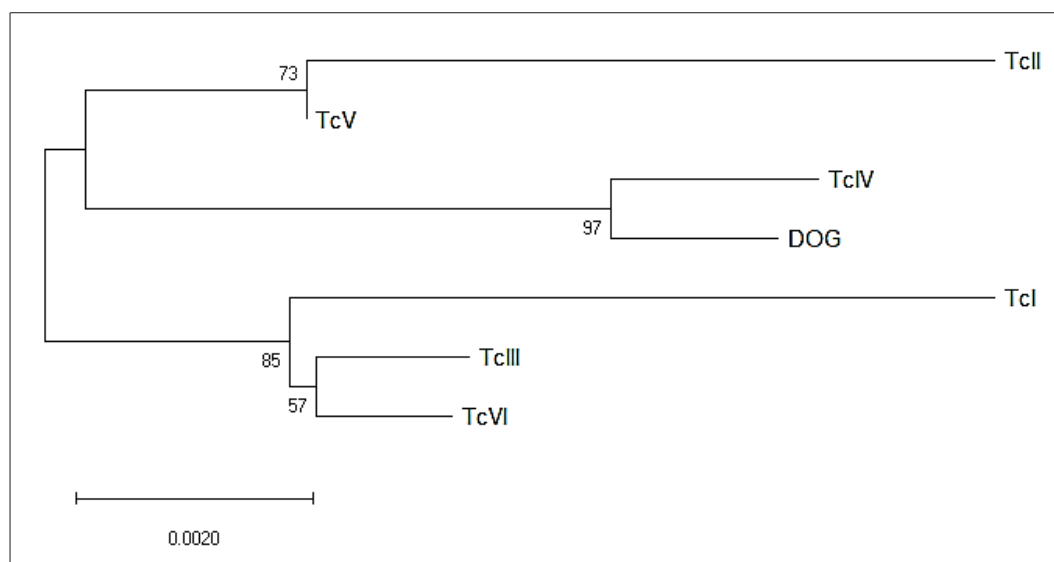 73
TcII
TcV
TcIV
97
DOG
TcI
85
TcIII
57
TcVI
0.0020